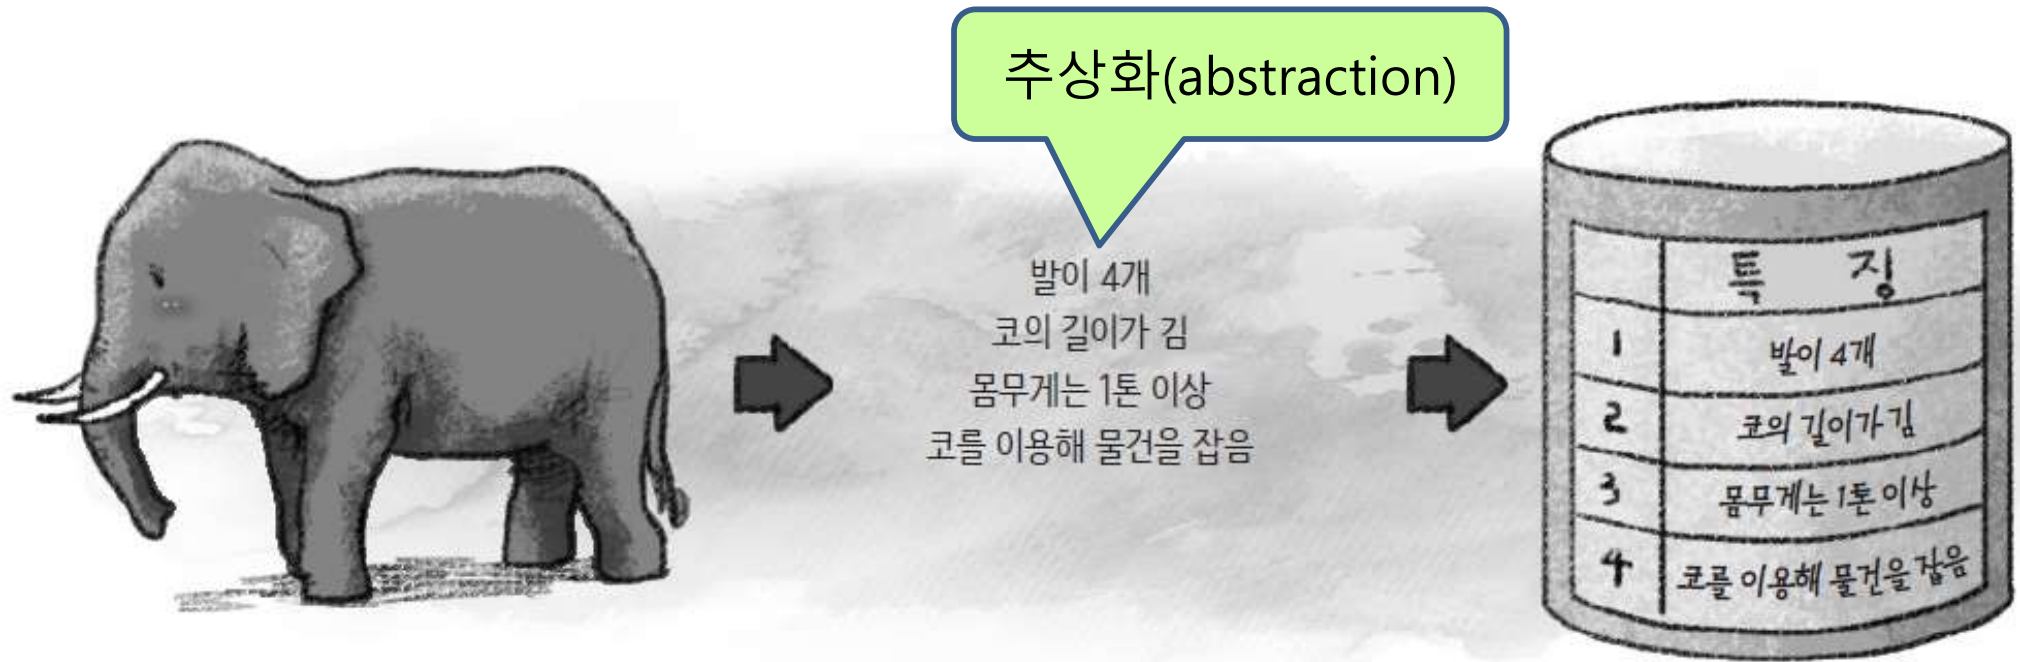 추상화(abstraction)
발이 4개
코의 길이가 김
몸무게는 1톤 이상
코를 이용해 물건을 잡음
특 징
1 발이 4개
2 코의 길이가 김
3 몸무게는 1톤 이상
4 코를 이용해 물건을 잡음